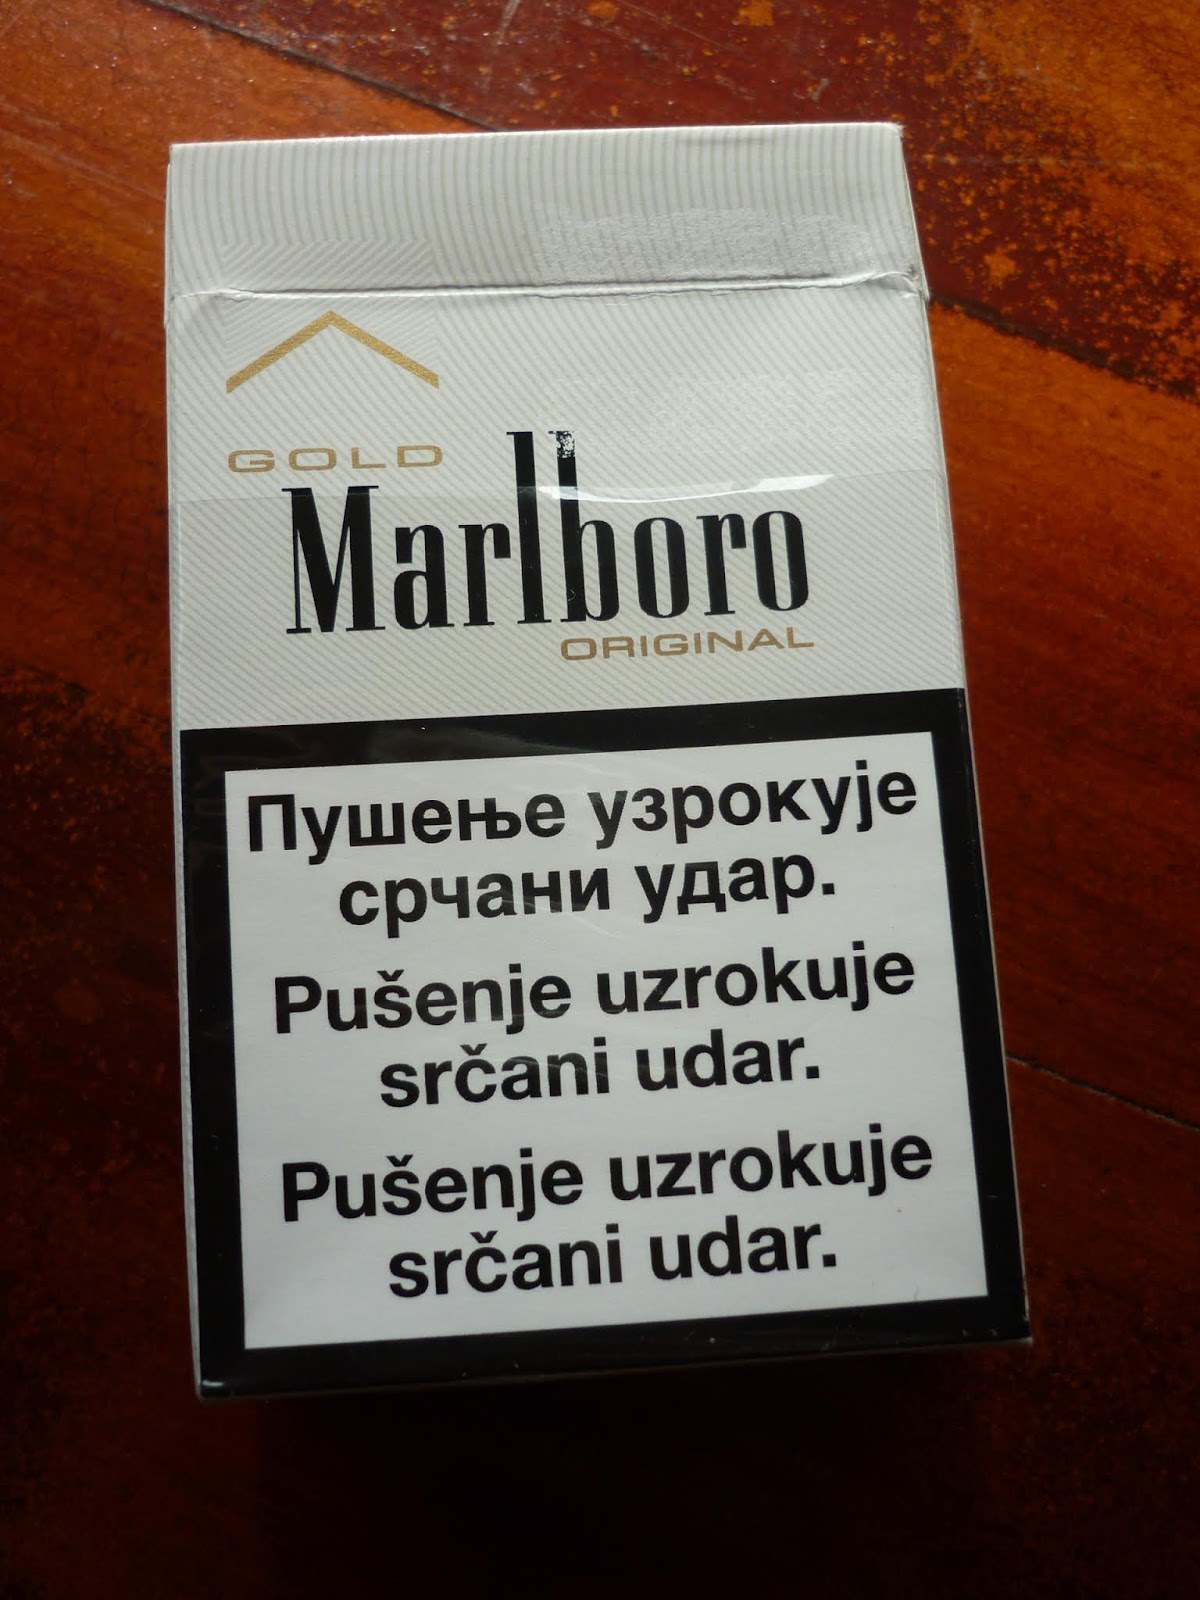 GOLD
Marlboro
ORIGINAL
Пушење узрокује
срчани удар.
Pušenje uzrokuje
srčani udar.
Pušenje uzrokuje
srčani udar.